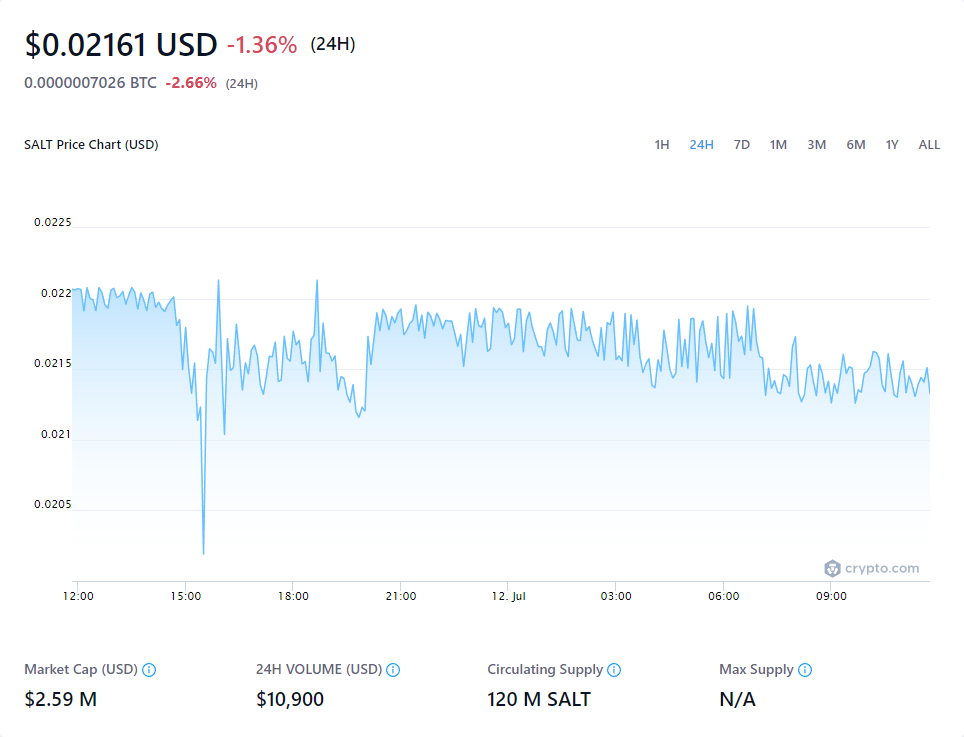 $0.02161 USD -1.36% (24H)
0.0000007026 BTC -2.66% (24H)
SALT Price Chart (USD) 1H 24H 7D 1M 3M 6M 1Y ALL
0.0225
0.022
0.0215
0.021
0.0205
crypto.com
12:00 15:00 18:00 21:00 12. Jul 03:00 06:00 09:00
Market Cap (USD) 24H VOLUME (USD) Circulating Supply Max Supply
$2.59 M $10,900 120 M SALT N/A